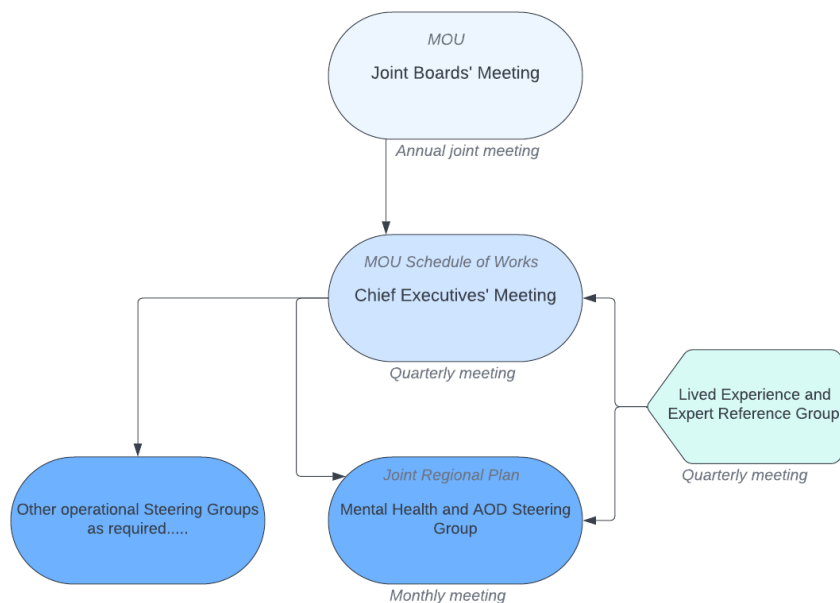 MOU
Joint Boards' Meeting
Annual joint meeting
MOU Schedule of Works
Chief Executives' Meeting
Quarterly meeting
Lived Experience and
Expert Reference Group
Quarterly meeting
Other operational Steering Groups
as required.....
Joint Regional Plan
Mental Health and AOD Steering
Group
Monthly meeting